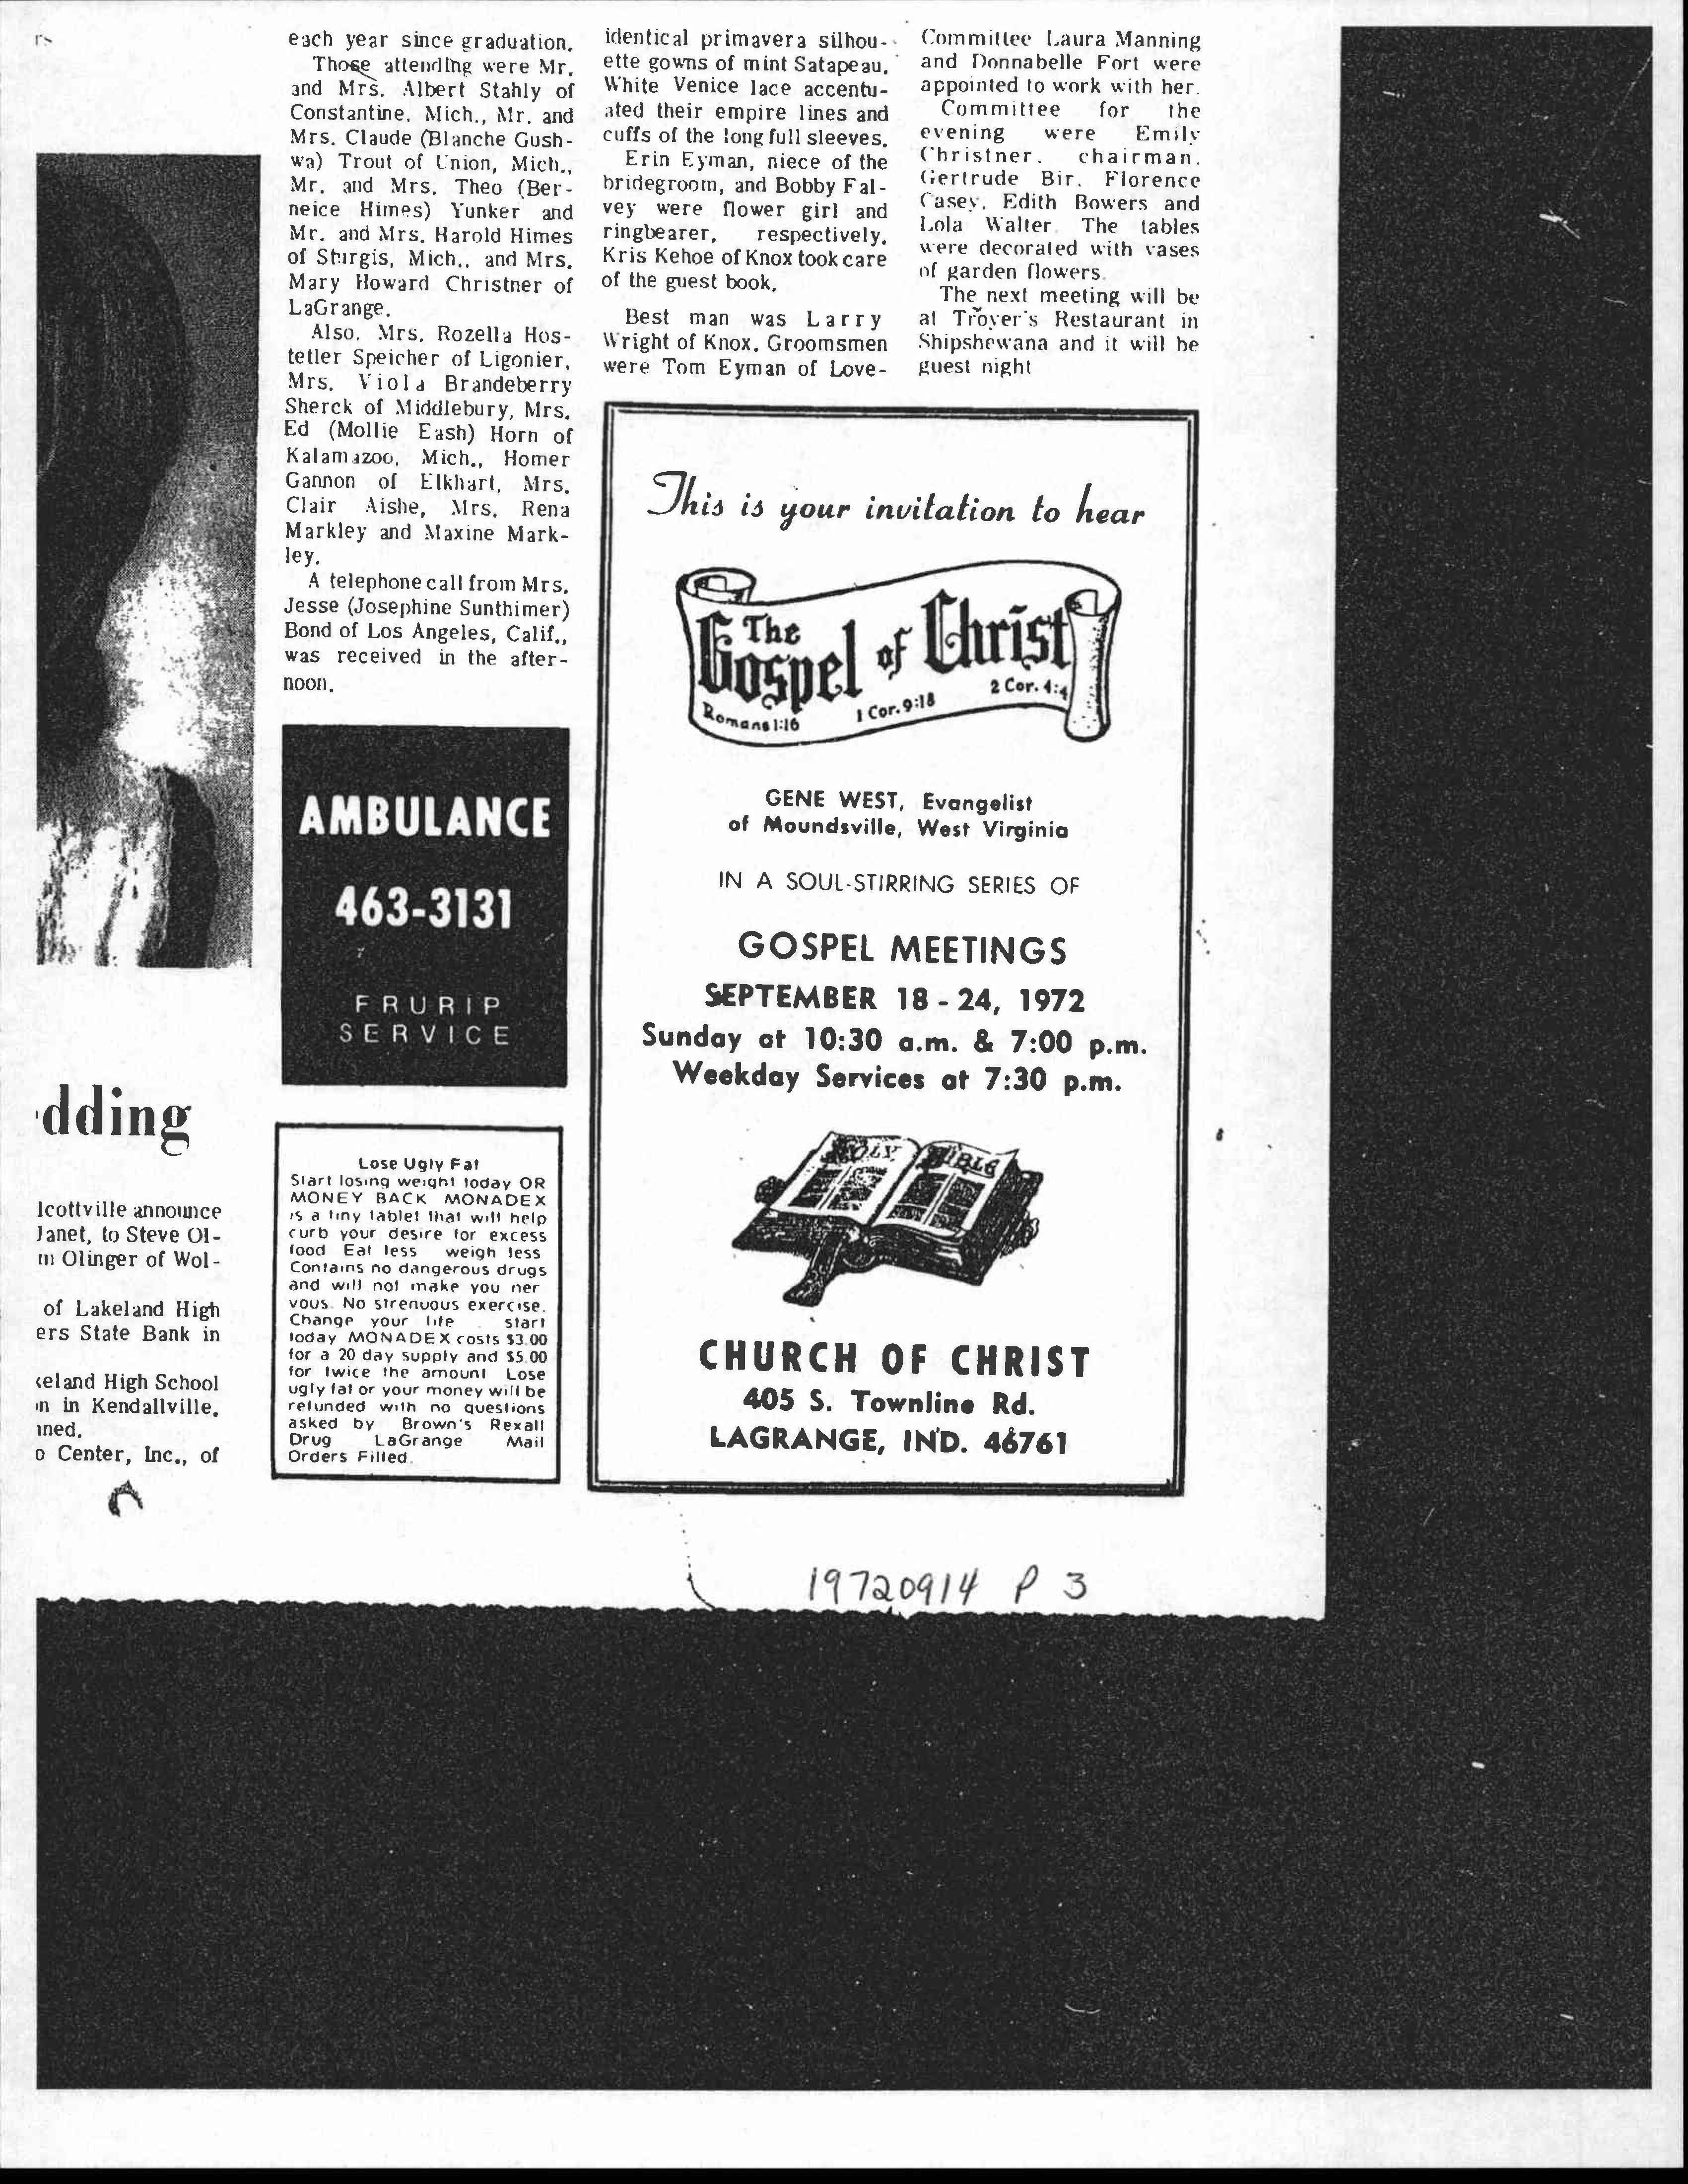 each year since graduation.
Those attending were Mr.
and Mrs. Albert Stahly of
Constantine, Mich., Mr. and
Mrs. Claude (Blanche Gush-
wa) Trout of Union, Mich.,
Mr. and Mrs. Theo (Ber-
neice Himes) Yunker and
Mr. and Mrs. Harold Himes
of Sturgis, Mich., and Mrs.
Mary Howard Christner of
LaGrange.
Also, Mrs. Rozella Hos-
tetler Speicher of Ligonier,
Mrs. Viola Brandeberry
Sherck of Middlebury, Mrs.
Ed (Mollie Eash) Horn of
Kalamazoo, Mich., Homer
Gannon of Elkhart, Mrs.
Clair Aishe, Mrs. Rena
Markley and Maxine Mark-
ley.
A telephone call from Mrs.
Jesse (Josephine Sunthimer)
Bond of Los Angeles, Calif.,
was received in the after-
noon.
identical primavera silhou-
ette gowns of mint Satapeau.
White Venice lace accentu-
ated their empire lines and
cuffs of the long full sleeves.
Erin Eyman, niece of the
bridegroom, and Bobby Fal-
vey were flower girl and
ringbearer, respectively.
Kris Kehoe of Knox took care
of the guest book.
Best man was Larry
Wright of Knox. Groomsmen
were Tom Eyman of Love-
Committee Laura Manning
and Donnabelle Fort were
appointed to work with her.
Committee for the
evening were Emily
Christner, chairman,
Gertrude Bir, Florence
Casey, Edith Bowers and
Lola Walter. The tables
were decorated with vases
of garden flowers.
The next meeting will be
at Troyer's Restaurant in
Shipshewana and it will be
guest night
AMBULANCE
463-3131
FRURIP
SERVICE
dding
lcottville announce
Janet, to Steve Ol-
m Olinger of Wol-
of Lakeland High
ers State Bank in
keland High School
n in Kendallville.
nned.
o Center, Inc., of
Lose Ugly Fat
Start losing weight today OR
MONEY BACK MONADEX
is a tiny tablet that will help
curb your desire for excess
food Eat less weigh less
Contains no dangerous drugs
and will not make you ner
vous. No strenuous exercise.
Change your life start
today MONADEX costs $3.00
for a 20 day supply and $5.00
for twice the amount Lose
ugly fat or your money will be
refunded with no questions
asked by Brown's Rexall
Drug LaGrange Mail
Orders Filled.
This is your invitation to hear
The
Gospel of Christ
Romans 1:16 1 Cor. 9:18 2 Cor. 4:4
GENE WEST, Evangelist
of Moundsville, West Virginia
IN A SOUL-STIRRING SERIES OF
GOSPEL MEETINGS
SEPTEMBER 18 - 24, 1972
Sunday at 10:30 a.m. & 7:00 p.m.
Weekday Services at 7:30 p.m.
HOLY BIBLE
CHURCH OF CHRIST
405 S. Townline Rd.
LAGRANGE, IND. 46761
19720914 P 3